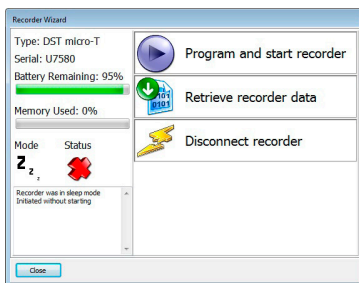 Recorder Wizard
Type: DST micro-T
Serial: U7580
Battery Remaining: 95%
Memory Used: 0%
Mode Status
Z z z
Recorder was in sleep mode
Initiated without starting
Program and start recorder
Retrieve recorder data
Disconnect recorder
Close